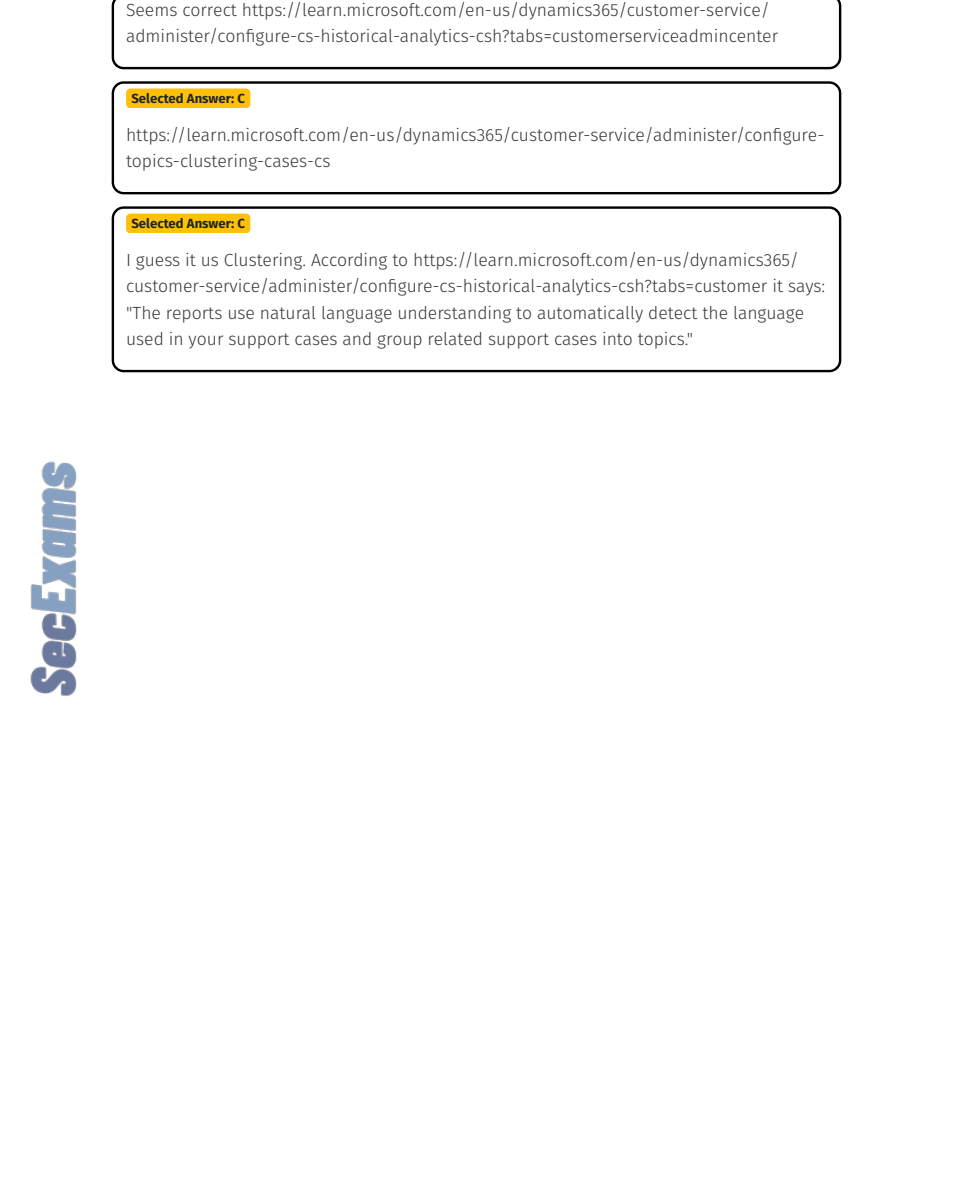 Seems correct https://learn.microsoft.com/en-us/dynamics365/customer-service/
administer/configure-cs-historical-analytics-csh?tabs=customerserviceadmincenter
Selected Answer: C
https://learn.microsoft.com/en-us/dynamics365/customer-service/administer/configure-
topics-clustering-cases-cs
Selected Answer: C
I guess it us Clustering. According to https://learn.microsoft.com/en-us/dynamics365/
customer-service/administer/configure-cs-historical-analytics-csh?tabs=customer it says:
"The reports use natural language understanding to automatically detect the language
used in your support cases and group related support cases into topics."
SecExams